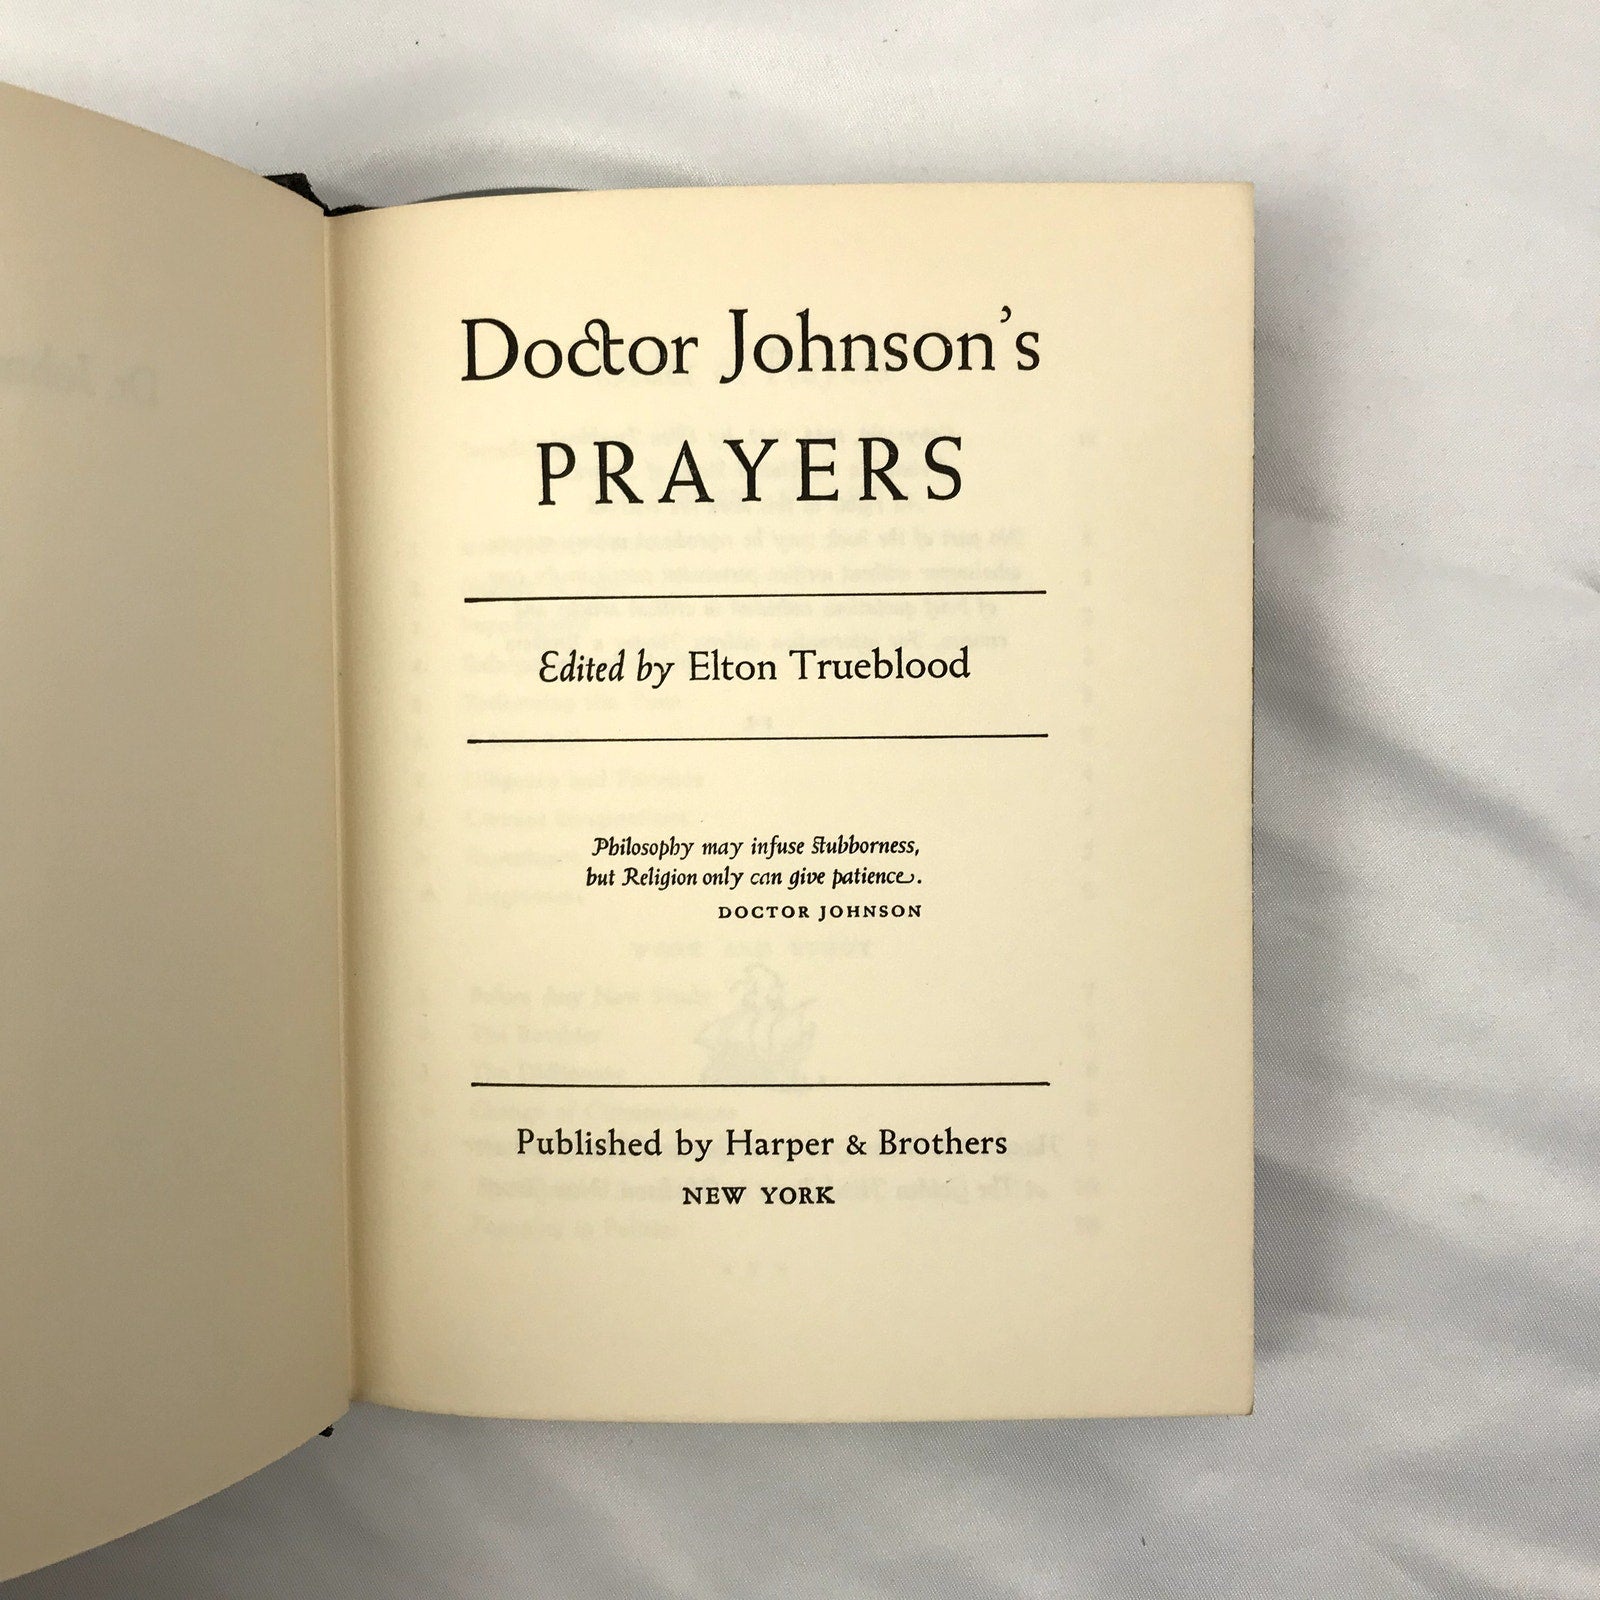 Doctor Johnson's
PRAYERS
Edited by Elton Trueblood
Philosophy may infuse stubborness,
but Religion only can give patience.
DOCTOR JOHNSON
Published by Harper & Brothers
NEW YORK